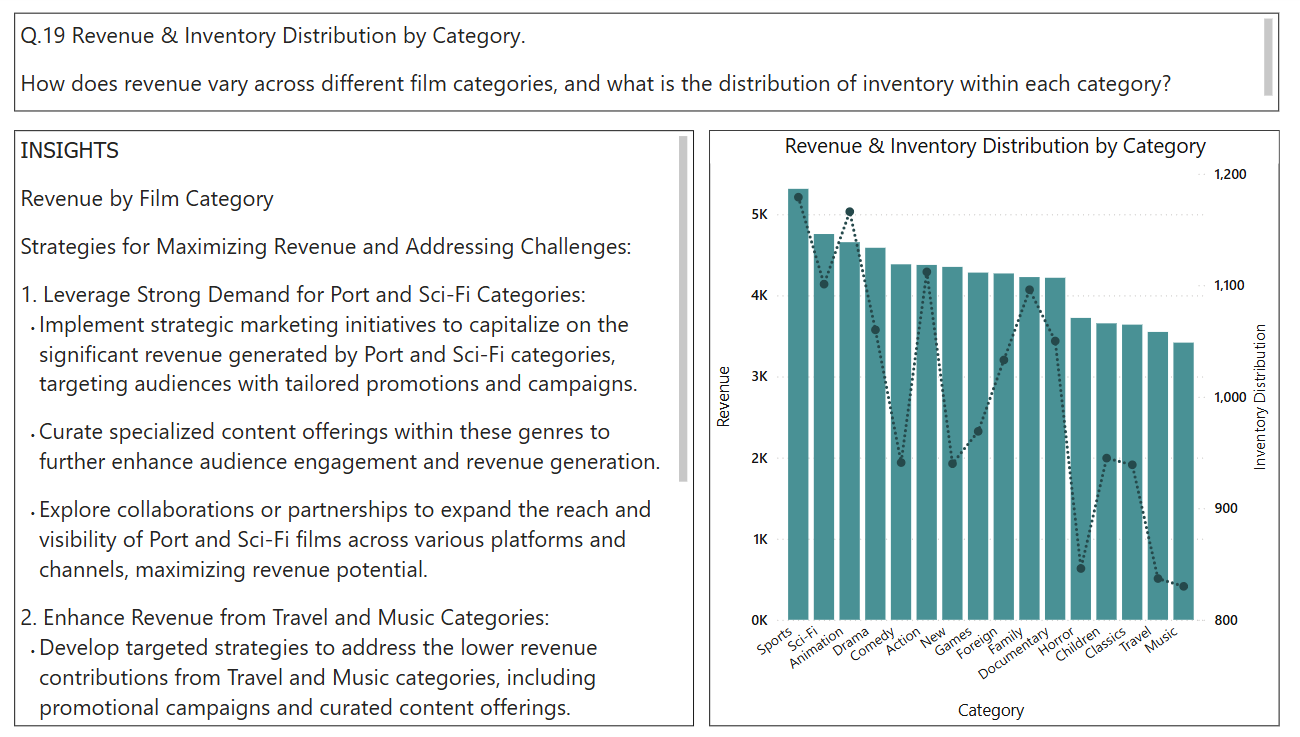 Q.19 Revenue & Inventory Distribution by Category.
How does revenue vary across different film categories, and what is the distribution of inventory within each category?
INSIGHTS
Revenue by Film Category
Strategies for Maximizing Revenue and Addressing Challenges:
1. Leverage Strong Demand for Port and Sci-Fi Categories:
• Implement strategic marketing initiatives to capitalize on the
significant revenue generated by Port and Sci-Fi categories,
targeting audiences with tailored promotions and campaigns.
• Curate specialized content offerings within these genres to
further enhance audience engagement and revenue generation.
• Explore collaborations or partnerships to expand the reach and
visibility of Port and Sci-Fi films across various platforms and
channels, maximizing revenue potential.
2. Enhance Revenue from Travel and Music Categories:
• Develop targeted strategies to address the lower revenue
contributions from Travel and Music categories, including
promotional campaigns and curated content offerings.
Revenue & Inventory Distribution by Category
Revenue
5K
4K
3K
2K
1K
0K
1,200
1,100
1,000
900
800
Inventory Distribution
Sports
Sci-Fi
Animation
Drama
Comedy
Action
New
Games
Foreign
Family
Documentary
Horror
Children
Classics
Travel
Music
Category